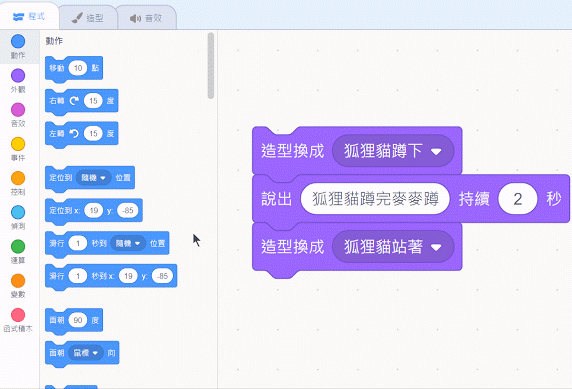 程式 造型 音效
動作
外觀
音效
事件
控制
偵測
運算
變數
函式積木
動作
移動 10 點
右轉 15 度
左轉 15 度
定位到 隨機 位置
定位到 x: 19 y: -85
滑行 1 秒到 隨機 位置
滑行 1 秒到 x: 19 y: -85
面朝 90 度
面朝 鼠標 向
造型換成 狐狸貓蹲下
說出 狐狸貓蹲完麥麥蹲 持續 2 秒
造型換成 狐狸貓站著